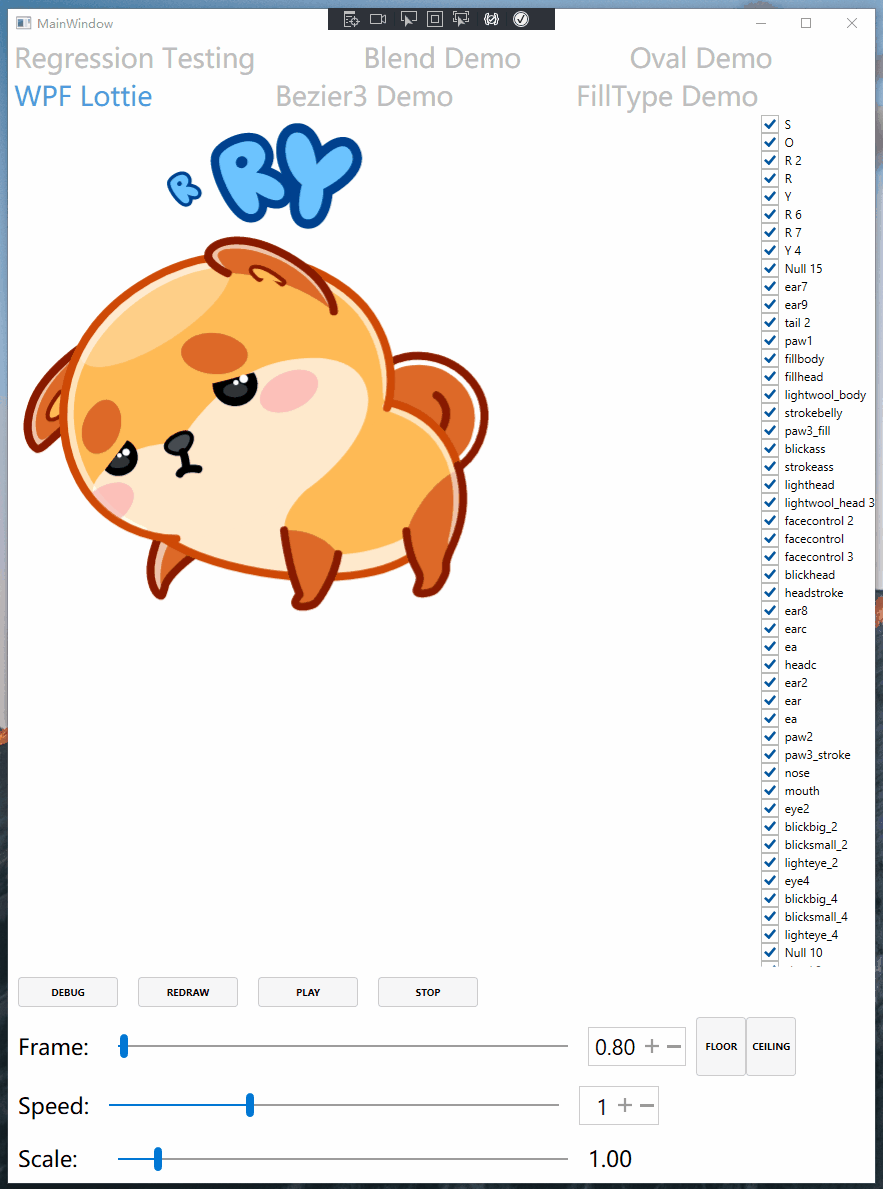 MainWindow
Regression Testing Blend Demo Oval Demo
WPF Lottie Bezier3 Demo FillType Demo
R RY
S
O
R 2
R
Y
R 6
R 7
Y 4
Null 15
ear7
ear9
tail 2
paw1
fillbody
fillhead
lightwool_body
strokebelly
paw3_fill
blickass
strokeass
lighthead
lightwool_head 3
facecontrol 2
facecontrol
facecontrol 3
blickhead
headstroke
ear8
earc
ea
headc
ear2
ear
ea
paw2
paw3_stroke
nose
mouth
eye2
blickbig_2
blicksmall_2
lighteye_2
eye4
blickbig_4
blicksmall_4
lighteye_4
Null 10
DEBUG REDRAW PLAY STOP
Frame: 0.80 + − FLOOR CEILING
Speed: 1 + −
Scale: 1.00